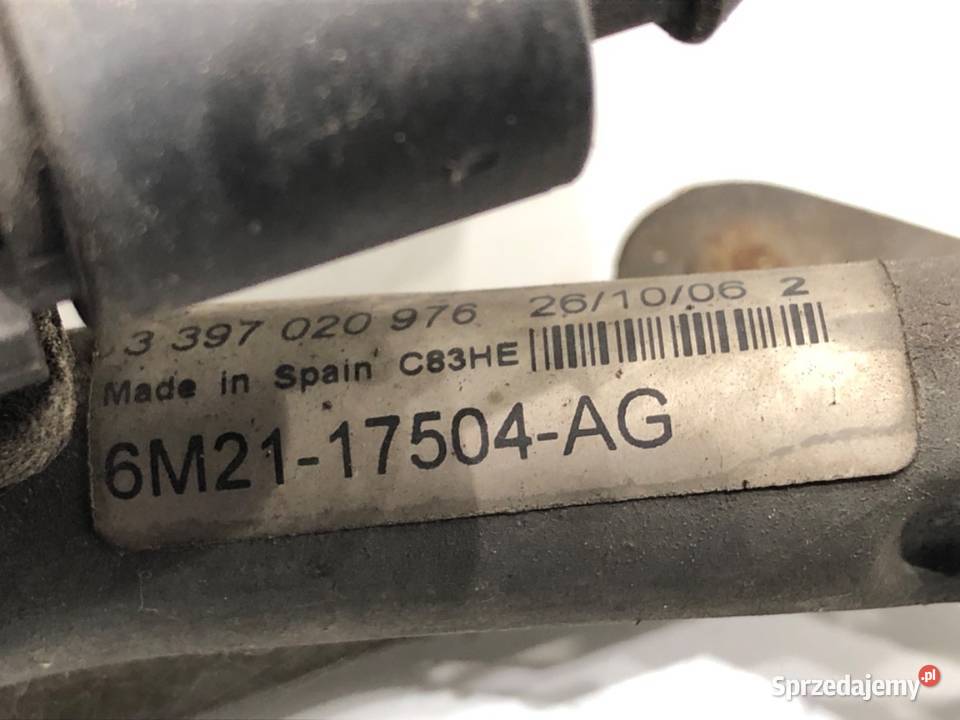 3 397 020 976 26/10/06 2
Made in Spain C83HE
6M21-17504-AG
Sprzedajemy.pl